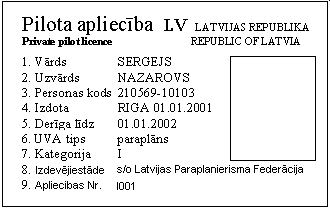 Pilota apliecība LV LATVIJAS REPUBLIKA
Private pilot licence REPUBLIC OF LATVIA
1. Vārds SERGEJS
2. Uzvārds NAZAROVS
3. Personas kods 210569-10103
4. Izdota RIGA 01.01.2001
5. Derīga līdz 01.01.2002
6. UVA tips paraplāns
7. Kategorija I
8. Izdevējiestāde s/o Latvijas Paraplanierisma Federācija
9. Apliecības Nr. I001